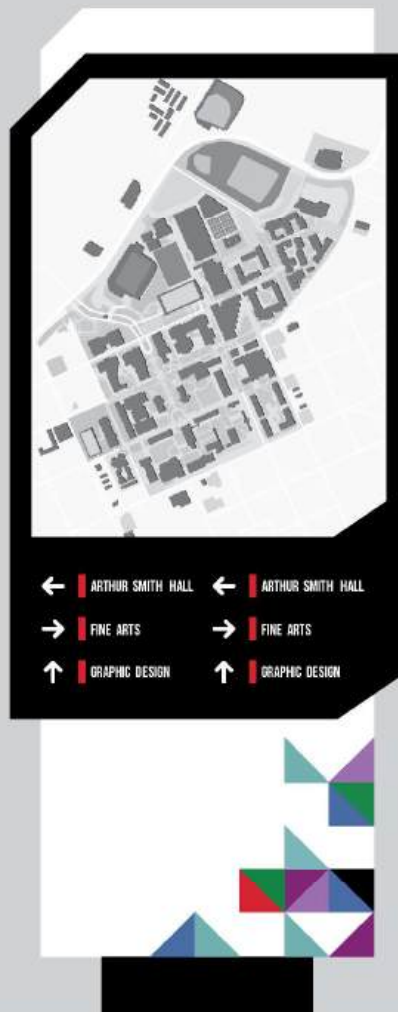 ← ARTHUR SMITH HALL ← ARTHUR SMITH HALL
→ FINE ARTS → FINE ARTS
↑ GRAPHIC DESIGN ↑ GRAPHIC DESIGN